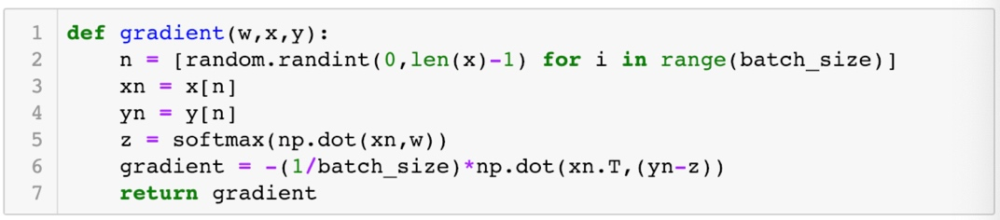 1 def gradient(w,x,y):
2     n = [random.randint(0,len(x)-1) for i in range(batch_size)]
3     xn = x[n]
4     yn = y[n]
5     z = softmax(np.dot(xn,w))
6     gradient = -(1/batch_size)*np.dot(xn.T,(yn-z))
7     return gradient